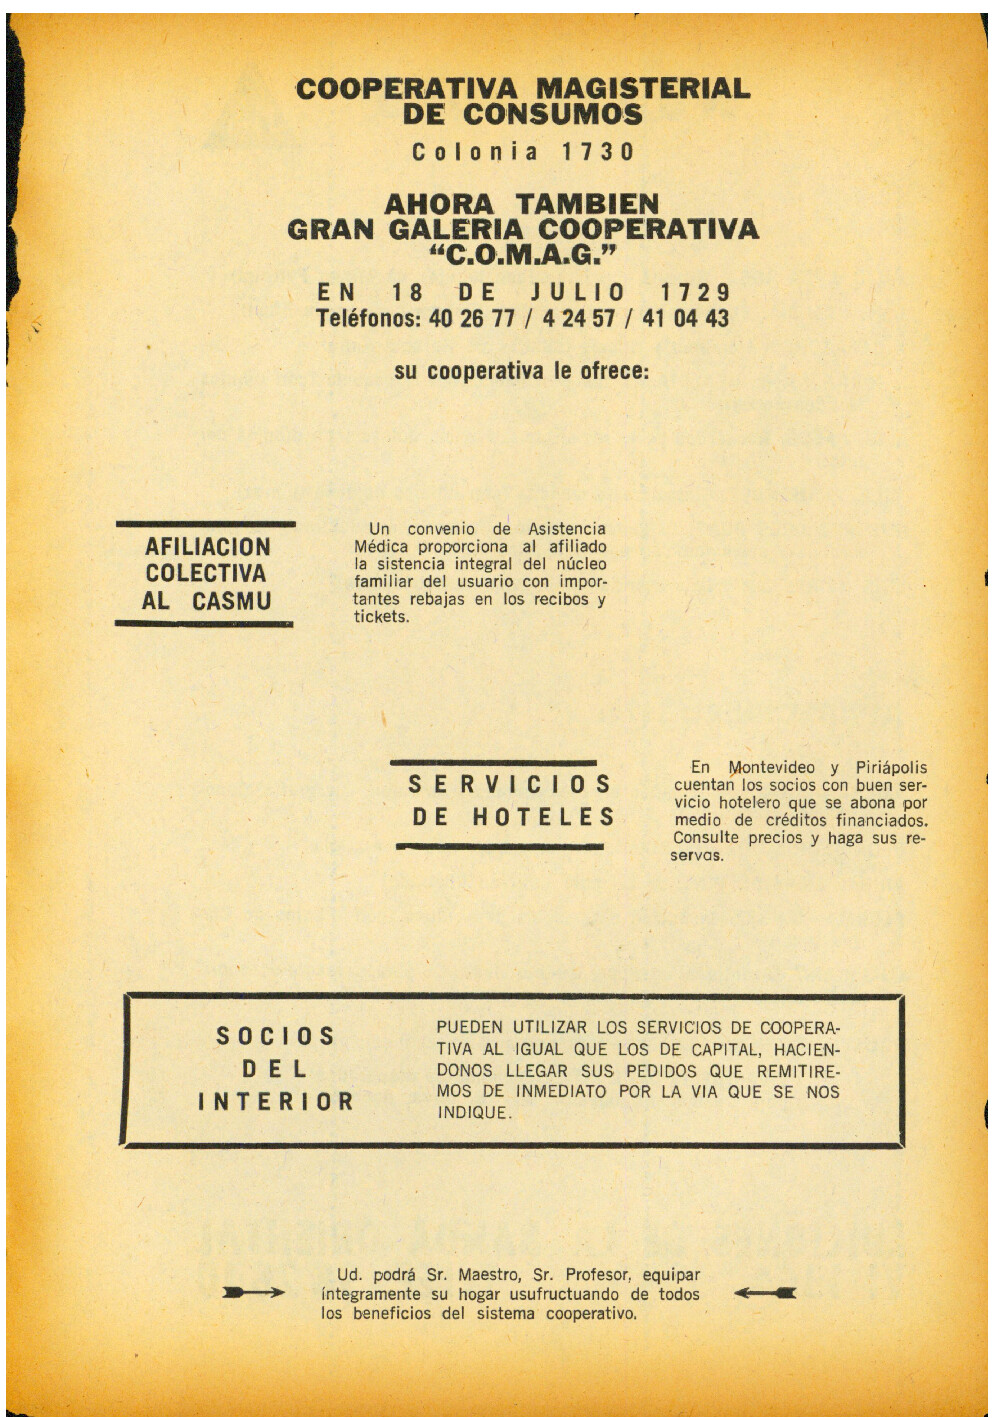 COOPERATIVA MAGISTERIAL
DE CONSUMOS
Colonia 1730
AHORA TAMBIEN
GRAN GALERIA COOPERATIVA
“C.O.M.A.G.”
EN 18 DE JULIO 1729
Teléfonos: 40 26 77 / 4 24 57 / 41 04 43
su cooperativa le ofrece:
AFILIACION
COLECTIVA
AL CASMU
Un convenio de Asistencia
Médica proporciona al afiliado
la sistencia integral del núcleo
familiar del usuario con impor-
tantes rebajas en los recibos y
tickets.
SERVICIOS
DE HOTELES
En Montevideo y Piriápolis
cuentan los socios con buen ser-
vicio hotelero que se abona por
medio de créditos financiados.
Consulte precios y haga sus re-
servas.
SOCIOS
DEL
INTERIOR
PUEDEN UTILIZAR LOS SERVICIOS DE COOPERA-
TIVA AL IGUAL QUE LOS DE CAPITAL, HACIEN-
DONOS LLEGAR SUS PEDIDOS QUE REMITIRE-
MOS DE INMEDIATO POR LA VIA QUE SE NOS
INDIQUE.
Ud. podrá Sr. Maestro, Sr. Profesor, equipar
íntegramente su hogar usufructuando de todos
los beneficios del sistema cooperativo.